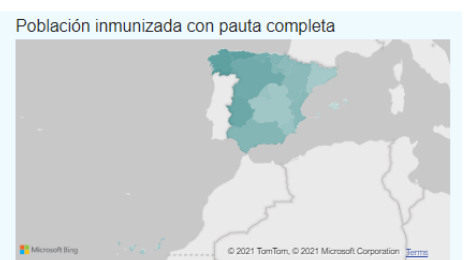 Población inmunizada con pauta completa
Microsoft Bing
© 2021 TomTom, © 2021 Microsoft Corporation Terms